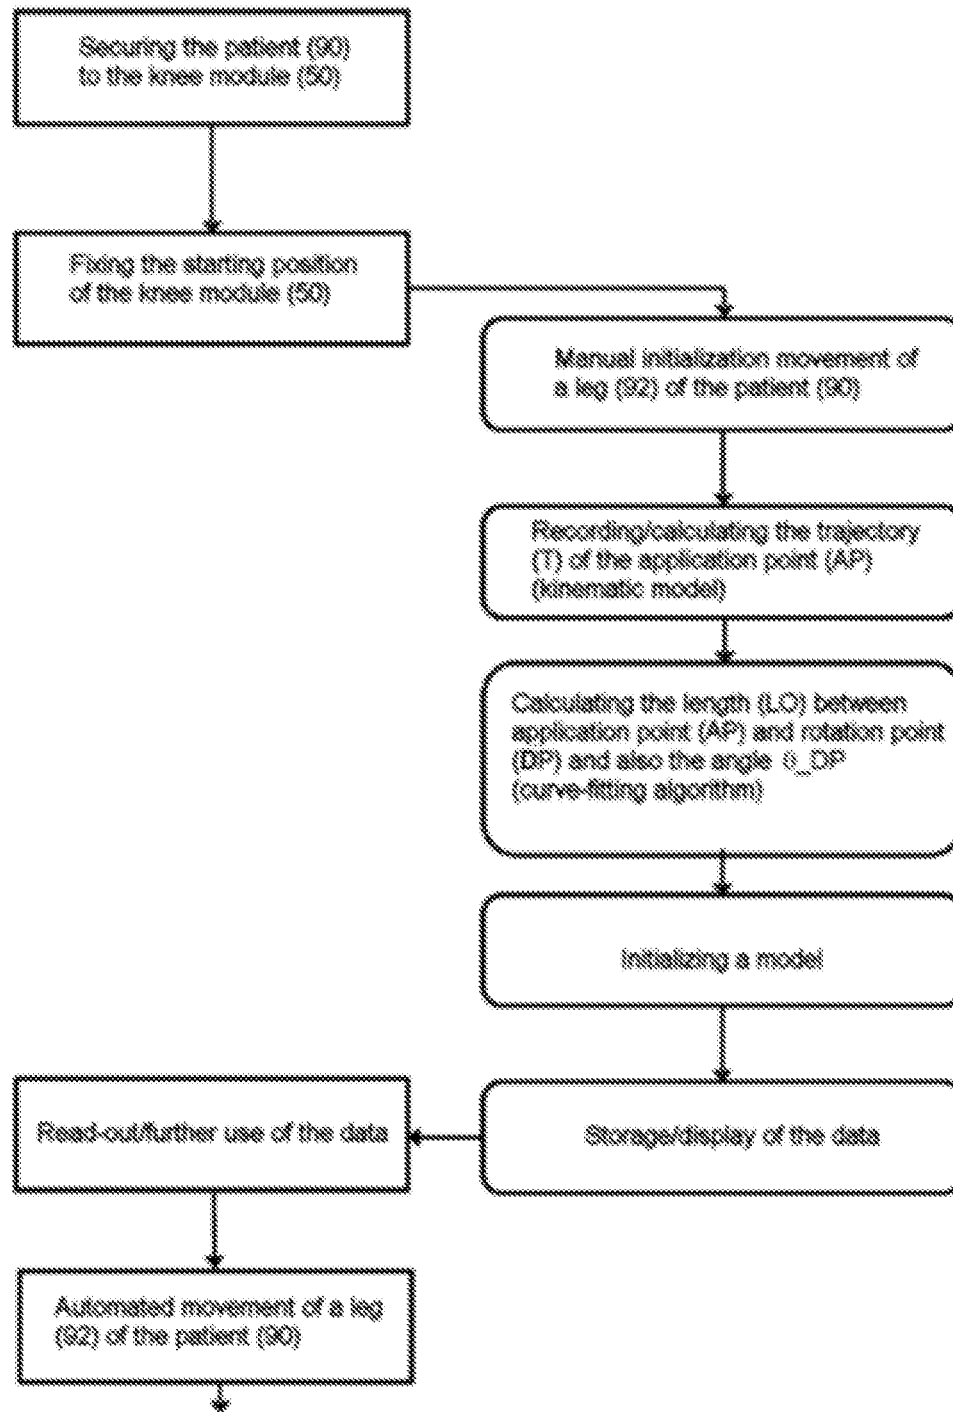 Securing the patient (90)
to the knee module (50)
Fixing the starting position
of the knee module (50)
Manual initialization movement of
a leg (92) of the patient (90)
Recording/calculating the trajectory
(T) of the application point (AP)
(kinematic model)
Calculating the length (LO) between
application point (AP) and rotation point
(DP) and also the angle θ_DP
(curve-fitting algorithm)
Initializing a model
Storage/display of the data
Read-out/further use of the data
Automated movement of a leg
(92) of the patient (90)